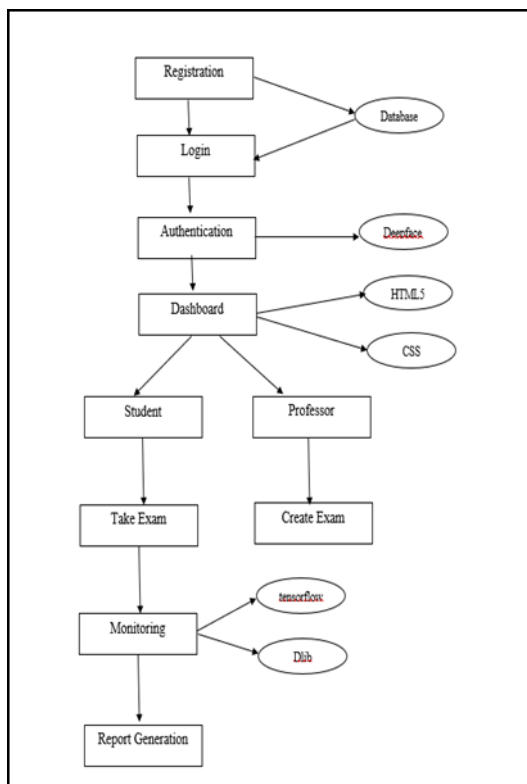 Registration
Database
Login
Authentication
Deepface
HTML5
Dashboard
CSS
Student
Professor
Take Exam
Create Exam
tensorflow
Monitoring
Dlib
Report Generation